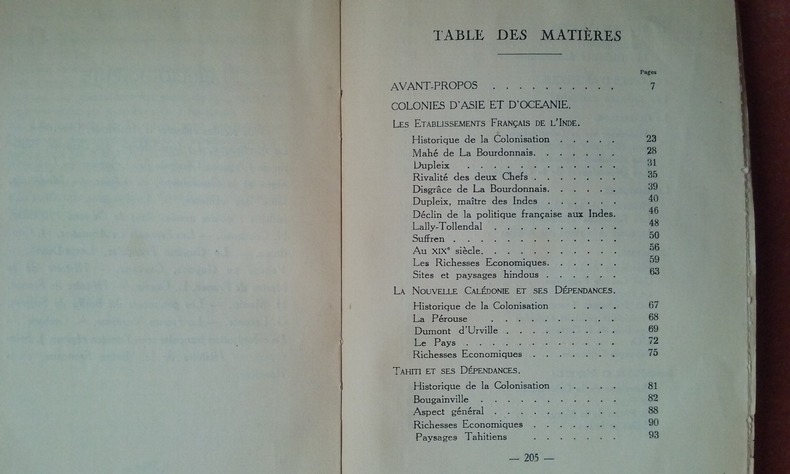 TABLE DES MATIÈRES
Pages
AVANT-PROPOS . . . . . . . . . . 7
COLONIES D'ASIE ET D'OCEANIE.
LES ETABLISSEMENTS FRANÇAIS DE L'INDE.
Historique de la Colonisation . . . . . 23
Mahé de La Bourdonnais. . . . . . 28
Dupleix . . . . . . . . . . . 31
Rivalité des deux Chefs . . . . . . . 35
Disgrâce de La Bourdonnais. . . . . . 39
Dupleix, maître des Indes . . . . . . 40
Déclin de la politique française aux Indes. 46
Lally-Tollendal . . . . . . . . . 48
Suffren . . . . . . . . . . . . 50
Au XIXe siècle. . . . . . . . . . 56
Les Richesses Economiques. . . . . . 59
Sites et paysages hindous . . . . . . 63
LA NOUVELLE CALÉDONIE ET SES DÉPENDANCES.
Historique de la Colonisation . . . . 67
La Pérouse . . . . . . . . . . 68
Dumont d'Urville . . . . . . . . . 69
Le Pays . . . . . . . . . . . 72
Richesses Economiques . . . . . . . 75
TAHITI ET SES DÉPENDANCES.
Historique de la Colonisation . . . . . 81
Bougainville . . . . . . . . . . 82
Aspect général . . . . . . . . . 88
Richesses Economiques . . . . . . . 90
Paysages Tahitiens . . . . . . . 93
— 205 —